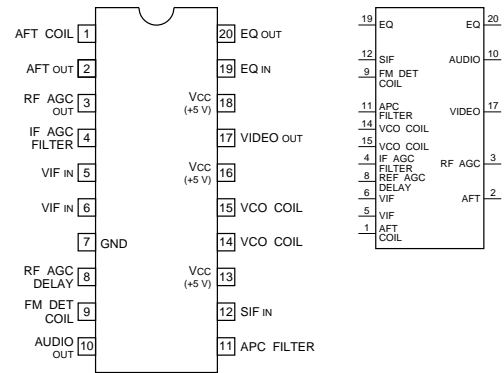 AFT COIL 1
AFT OUT 2
RF AGC
OUT 3
IF AGC
FILTER 4
VIF IN 5
VIF IN 6
7 GND
RF AGC
DELAY 8
FM DET
COIL 9
AUDIO
OUT 10
20 EQ OUT
19 EQ IN
VCC
(+5 V) 18
17 VIDEO OUT
VCC
(+5 V) 16
15 VCO COIL
14 VCO COIL
VCC
(+5 V) 13
12 SIF IN
11 APC FILTER
19 EQ
12 SIF
9 FM DET
COIL
11 APC
FILTER
14 VCO COIL
15 VCO COIL
4 IF AGC
FILTER
8 REF AGC
DELAY
6 VIF
5 VIF
1 AFT
COIL
EQ 20
AUDIO 10
VIDEO 17
RF AGC 3
AFT 2